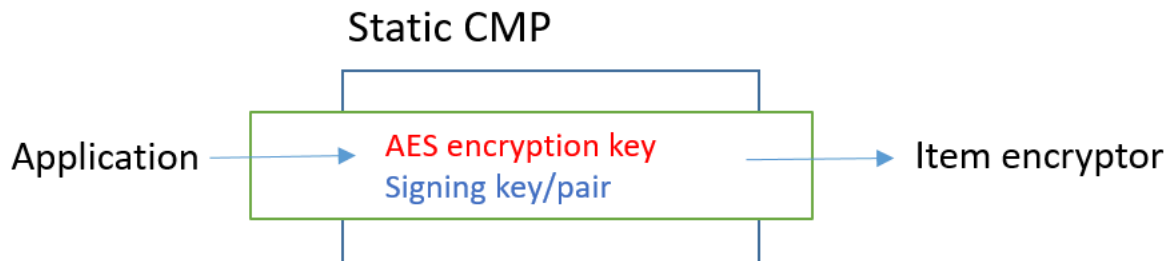 Static CMP
Application
AES encryption key
Signing key/pair
Item encryptor